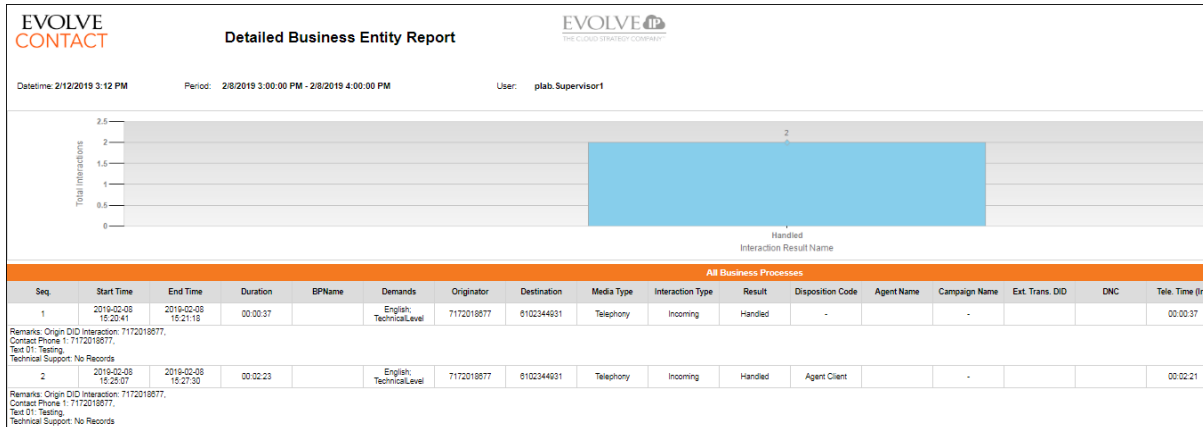 EVOLVE
CONTACT
Detailed Business Entity Report
EVOLVE IP
THE CLOUD STRATEGY COMPANY™
Datetime: 2/12/2019 3:12 PM Period: 2/8/2019 3:00:00 PM - 2/8/2019 4:00:00 PM User: plab.Supervisor1
Total Interactions
2.5
2
1.5
1
0.5
0
2
Handled
Interaction Result Name
All Business Processes
Seq. Start Time End Time Duration BPName Demands Originator Destination Media Type Interaction Type Result Disposition Code Agent Name Campaign Name Ext. Trans. DID DNC Tele. Time (In
1 2019-02-08 15:20:41 2019-02-08 15:21:18 00:00:37 English; TechnicalLevel 7172018677 6102344931 Telephony Incoming Handled - - 00:00:37
Remarks: Origin DID Interaction: 7172018677,
Contact Phone 1: 7172018677,
Text 01: Testing,
Technical Support: No Records
2 2019-02-08 15:25:07 2019-02-08 15:27:30 00:02:23 English; TechnicalLevel 7172018677 6102344931 Telephony Incoming Handled Agent Client - 00:02:21
Remarks: Origin DID Interaction: 7172018677,
Contact Phone 1: 7172018677,
Text 01: Testing,
Technical Support: No Records